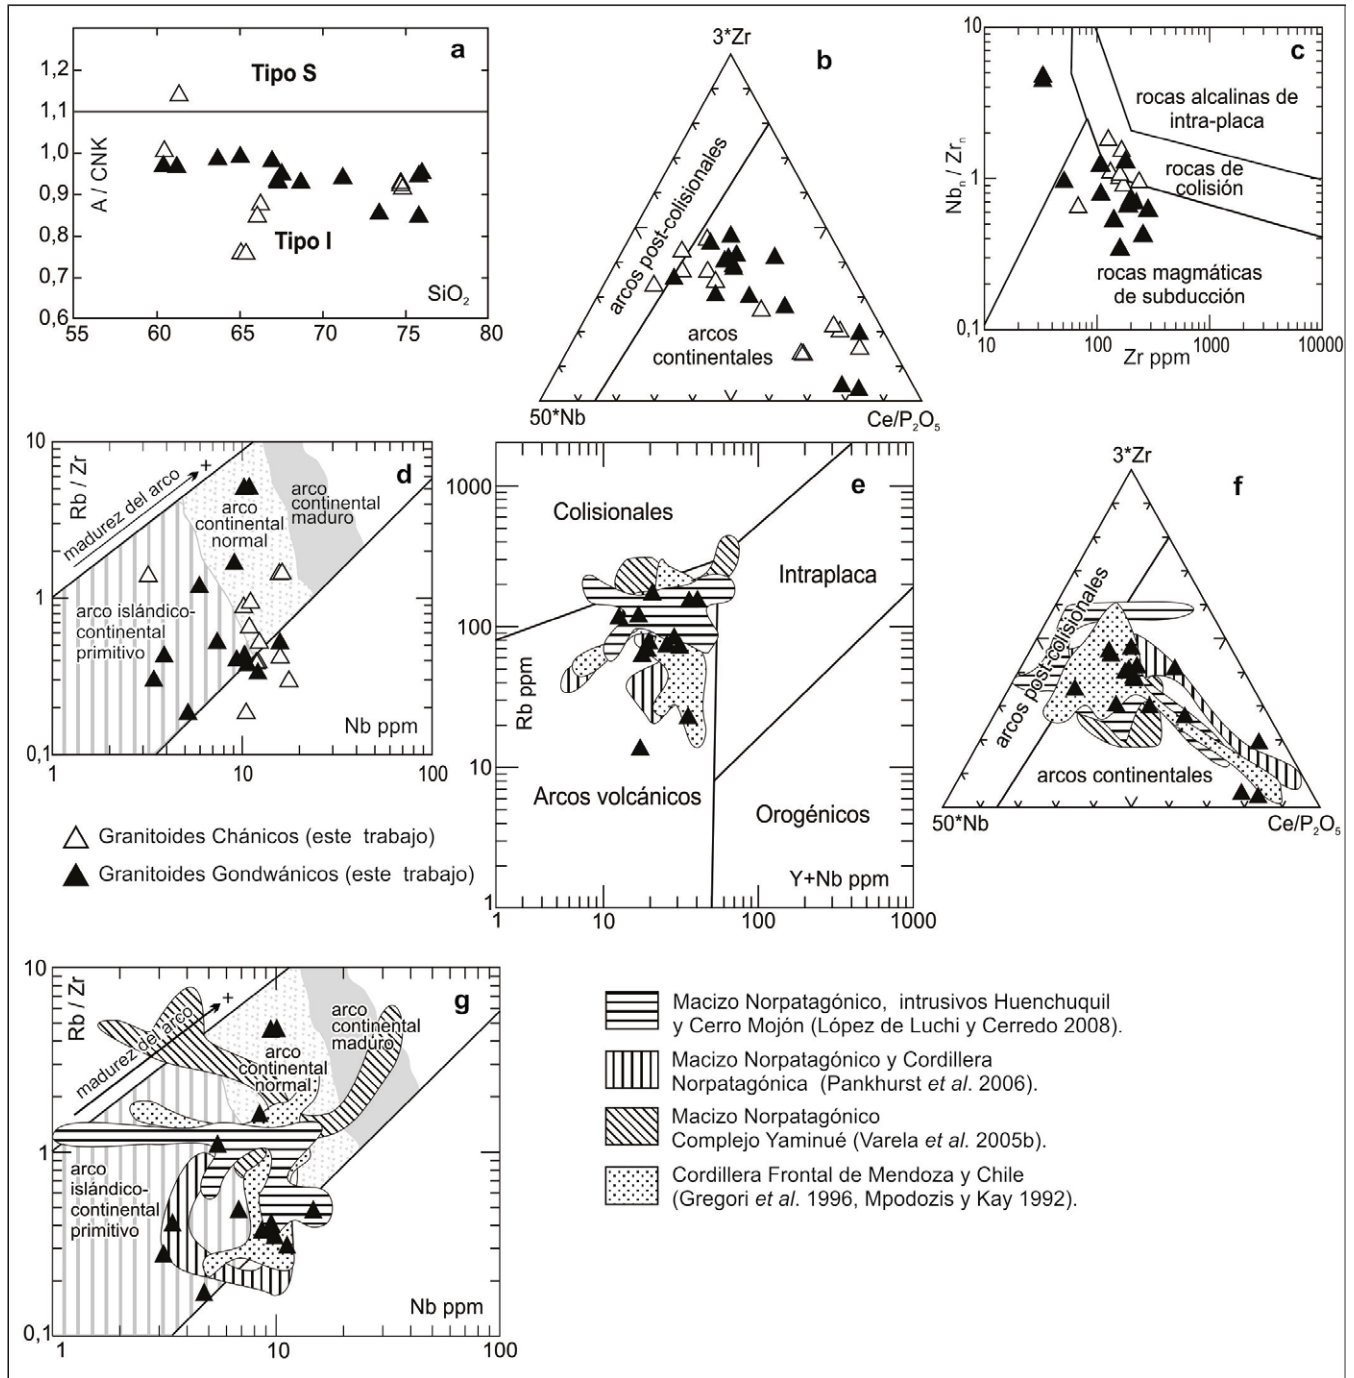 a
Tipo S
Tipo I
A / CNK
SiO₂
1,2
1,1
1,0
0,9
0,8
0,7
0,6
55
60
65
70
75
80
b
3*Zr
arcos post-colisionales
arcos
continentales
50*Nb
Ce/P₂O₅
c
10
1
0,1
Nbₙ / Zrₙ
rocas alcalinas de
intra-placa
rocas de
colisión
rocas magmáticas
de subducción
10
100
1000
10000
Zr ppm
d
10
1
0,1
Rb / Zr
madurez del arco
+
arco
continental
normal
arco
continental
maduro
arco islándico-
continental
primitivo
Nb ppm
1
10
100
e
1000
100
10
1
Rb ppm
Colisionales
Intraplaca
Arcos volcánicos
Orogénicos
Y+Nb ppm
1
10
100
1000
f
3*Zr
arcos post-colisionales
arcos continentales
50*Nb
Ce/P₂O₅
Granitoides Chánicos (este trabajo)
Granitoides Gondwánicos (este trabajo)
g
10
1
0,1
Rb / Zr
madurez del arco
+
arco
continental
normal
arco
continental
maduro
arco
islándico-
continental
primitivo
Nb ppm
1
10
100
Macizo Norpatagónico, intrusivos Huenchuquil
y Cerro Mojón (López de Luchi y Cerredo 2008).
Macizo Norpatagónico y Cordillera
Norpatagónica (Pankhurst et al. 2006).
Macizo Norpatagónico
Complejo Yaminué (Varela et al. 2005b).
Cordillera Frontal de Mendoza y Chile
(Gregori et al. 1996, Mpodozis y Kay 1992).